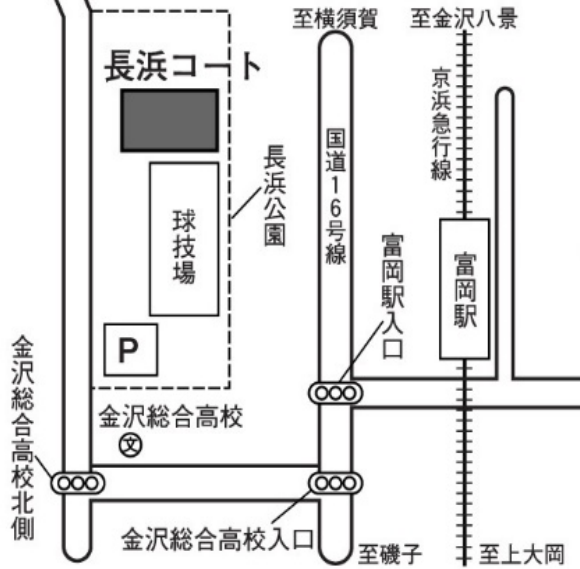 至横須賀
至金沢八景
長浜コート
京浜急行線
国道16号線
長浜公園
球技場
富岡駅入口
富岡駅
P
金沢総合高校北側
金沢総合高校
文
金沢総合高校入口
至磯子
至上大岡